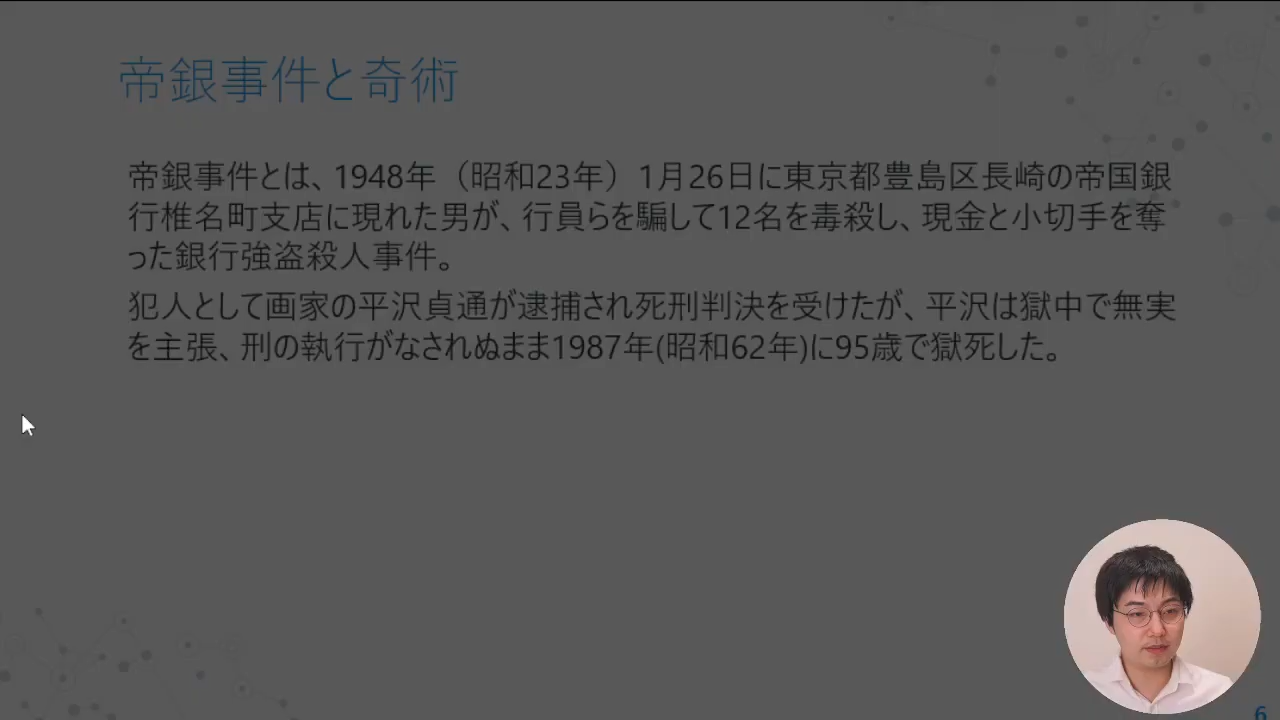 帝銀事件と奇術
帝銀事件とは、1948年（昭和23年）1月26日に東京都豊島区長崎の帝国銀
行椎名町支店に現れた男が、行員らを騙して12名を毒殺し、現金と小切手を奪
った銀行強盗殺人事件。
犯人として画家の平沢貞通が逮捕され死刑判決を受けたが、平沢は獄中で無実
を主張、刑の執行がなされぬまま1987年(昭和62年)に95歳で獄死した。
6